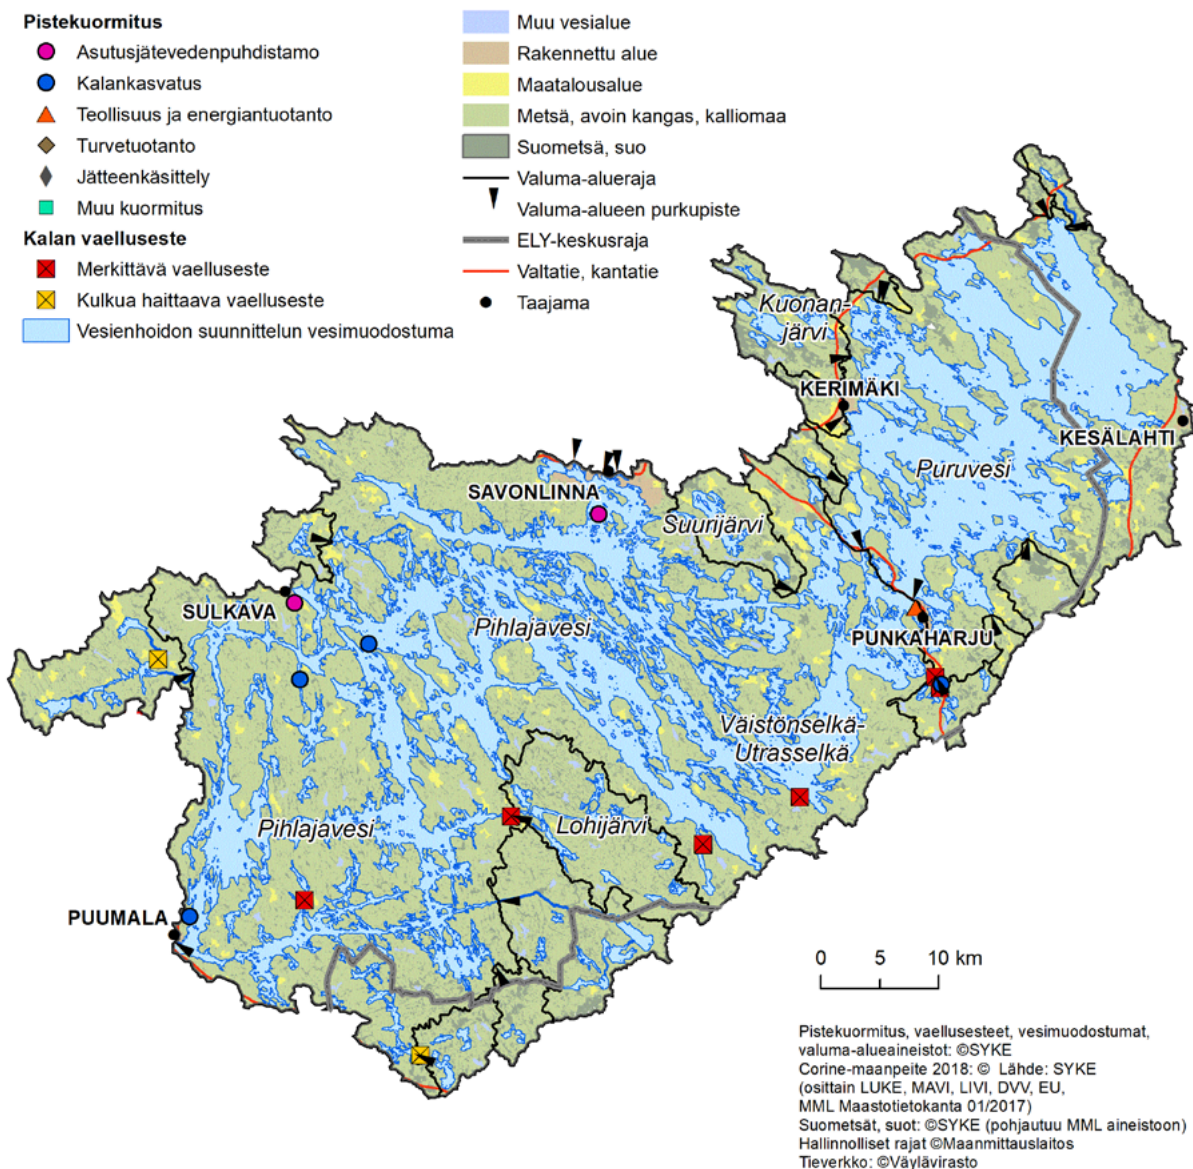 Pistekuormitus
Asutusjätevedenpuhdistamo
Kalankasvatus
Teollisuus ja energiantuotanto
Turvetuotanto
Jätteenkäsittely
Muu kuormitus
Kalan vaelluseste
Merkittävä vaelluseste
Kulkua haittaava vaelluseste
Vesienhoidon suunnittelun vesimuodostuma
Muu vesialue
Rakennettu alue
Maatalousalue
Metsä, avoin kangas, kalliomaa
Suometsä, suo
Valuma-alueraja
Valuma-alueen purkupiste
ELY-keskusraja
Valtatie, kantatie
Taajama
Kuonan-
järvi
KERIMÄKI
KESÄLAHTI
Puruvesi
SAVONLINNA
Suurijärvi
SULKAVA
Pihlajavesi
PUNKAHARJU
Väistönselkä-
Utrasselkä
Pihlajavesi
Lohijärvi
PUUMALA
0 5 10 km
Pistekuormitus, vaellusesteet, vesimuodostumat,
valuma-alueaineistot: ©SYKE
Corine-maanpeite 2018: © Lähde: SYKE
(osittain LUKE, MAVI, LIVI, DVV, EU,
MML Maastotietokanta 01/2017)
Suometsät, suot: ©SYKE (pohjautuu MML aineistoon)
Hallinnolliset rajat ©Maanmittauslaitos
Tieverkko: ©Väylävirasto